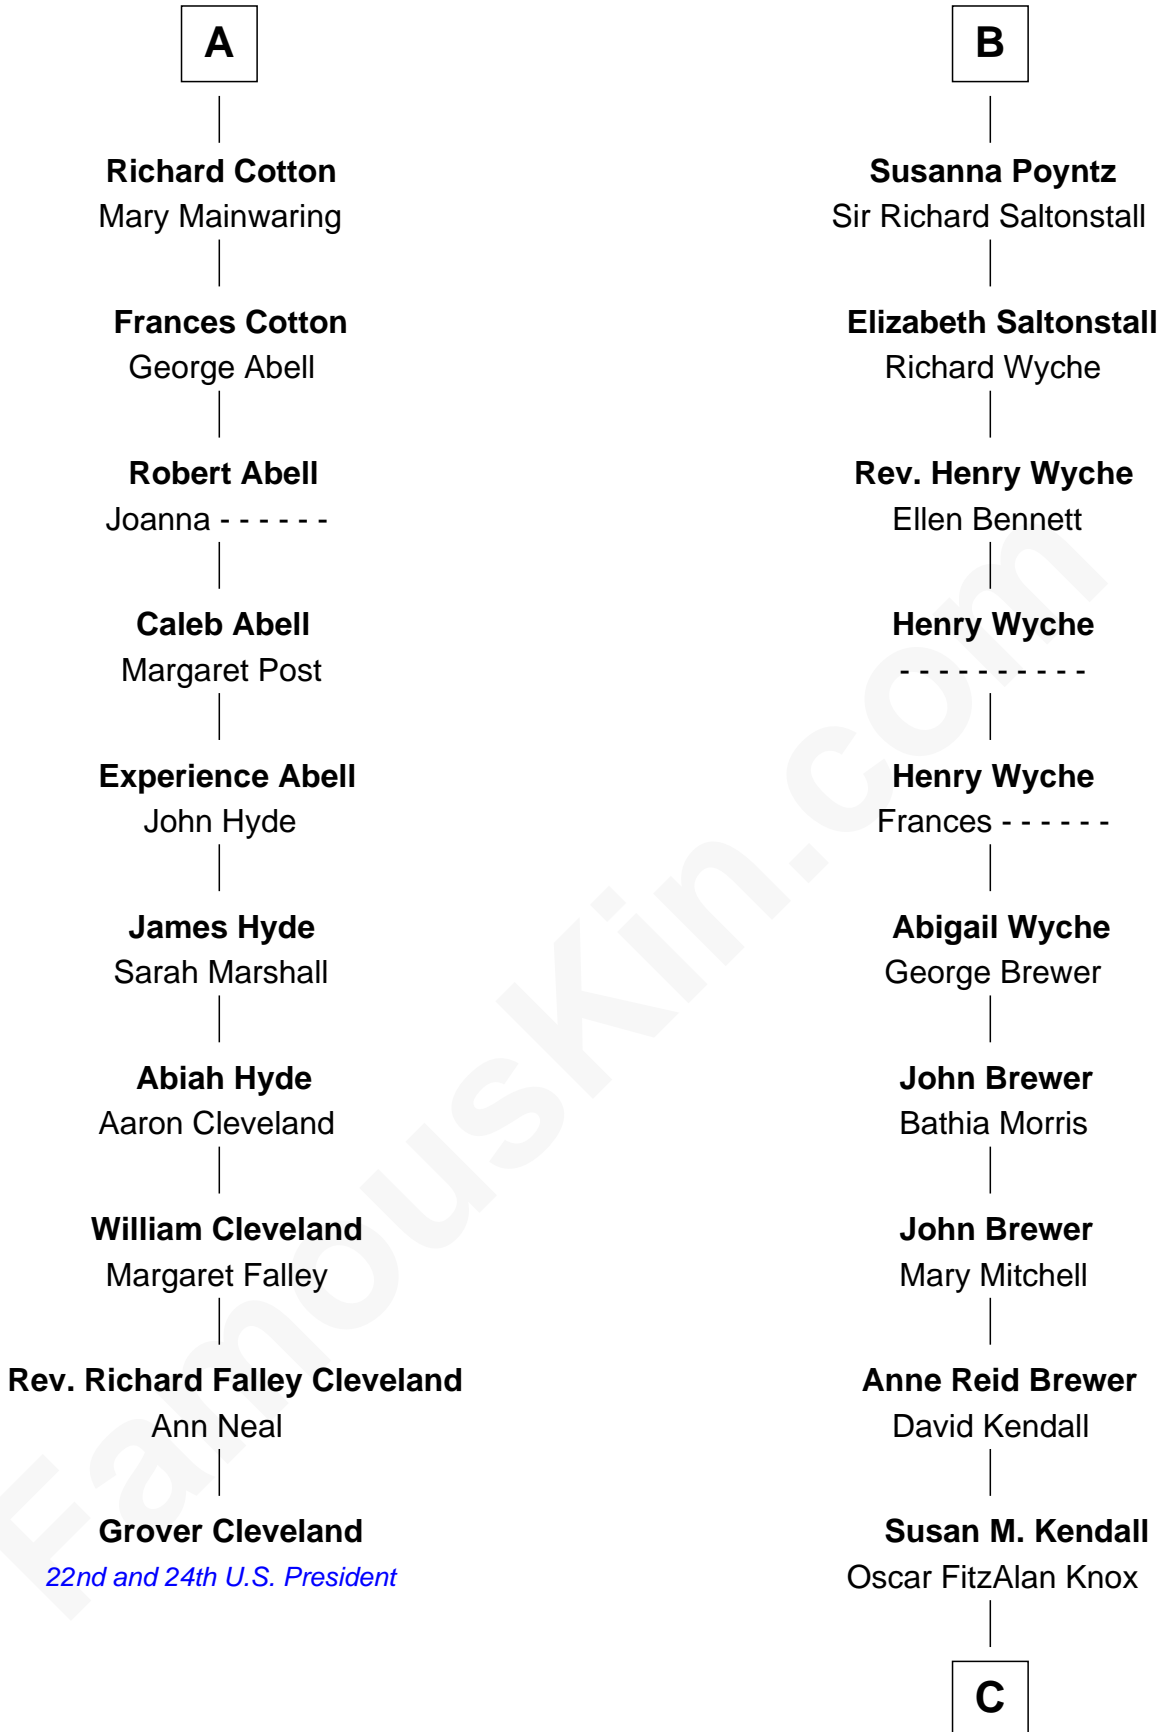 A
Richard Cotton
Mary Mainwaring
Frances Cotton
George Abell
Robert Abell
Joanna - - - - - -
Caleb Abell
Margaret Post
Experience Abell
John Hyde
James Hyde
Sarah Marshall
Abiah Hyde
Aaron Cleveland
William Cleveland
Margaret Falley
Rev. Richard Falley Cleveland
Ann Neal
Grover Cleveland
22nd and 24th U.S. President
B
Susanna Poyntz
Sir Richard Saltonstall
Elizabeth Saltonstall
Richard Wyche
Rev. Henry Wyche
Ellen Bennett
Henry Wyche
- - - - - - - - - -
Henry Wyche
Frances - - - - - -
Abigail Wyche
George Brewer
John Brewer
Bathia Morris
John Brewer
Mary Mitchell
Anne Reid Brewer
David Kendall
Susan M. Kendall
Oscar FitzAlan Knox
C
FamousKin.com